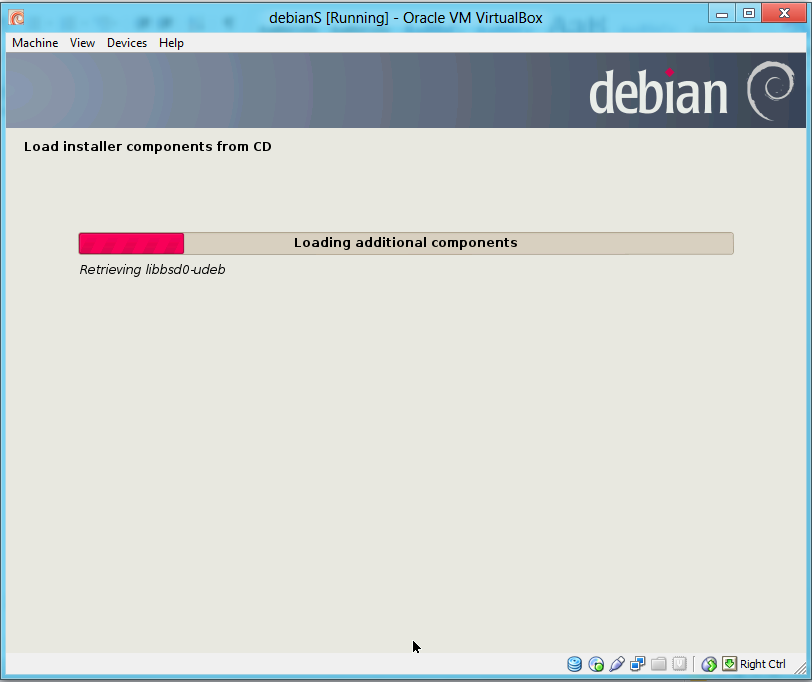 debianS [Running] - Oracle VM VirtualBox
Machine View Devices Help
debian
Load installer components from CD
Loading additional components
Retrieving libbsd0-udeb
Right Ctrl